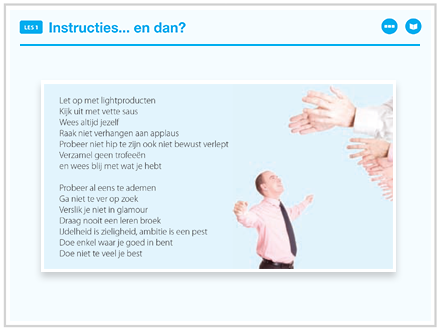 LES 1 Instructies... en dan?
Let op met lightproducten
Kijk uit met vette saus
Wees altijd jezelf
Raak niet verhangen aan applaus
Probeer niet hip te zijn ook niet bewust verlept
Verzamel geen trofeeën
en wees blij met wat je hebt
Probeer al eens te ademen
Ga niet te ver op zoek
Verslik je niet in glamour
Draag nooit een leren broek
IJdelheid is zieligheid, ambitie is een pest
Doe enkel waar je goed in bent
Doe niet te veel je best